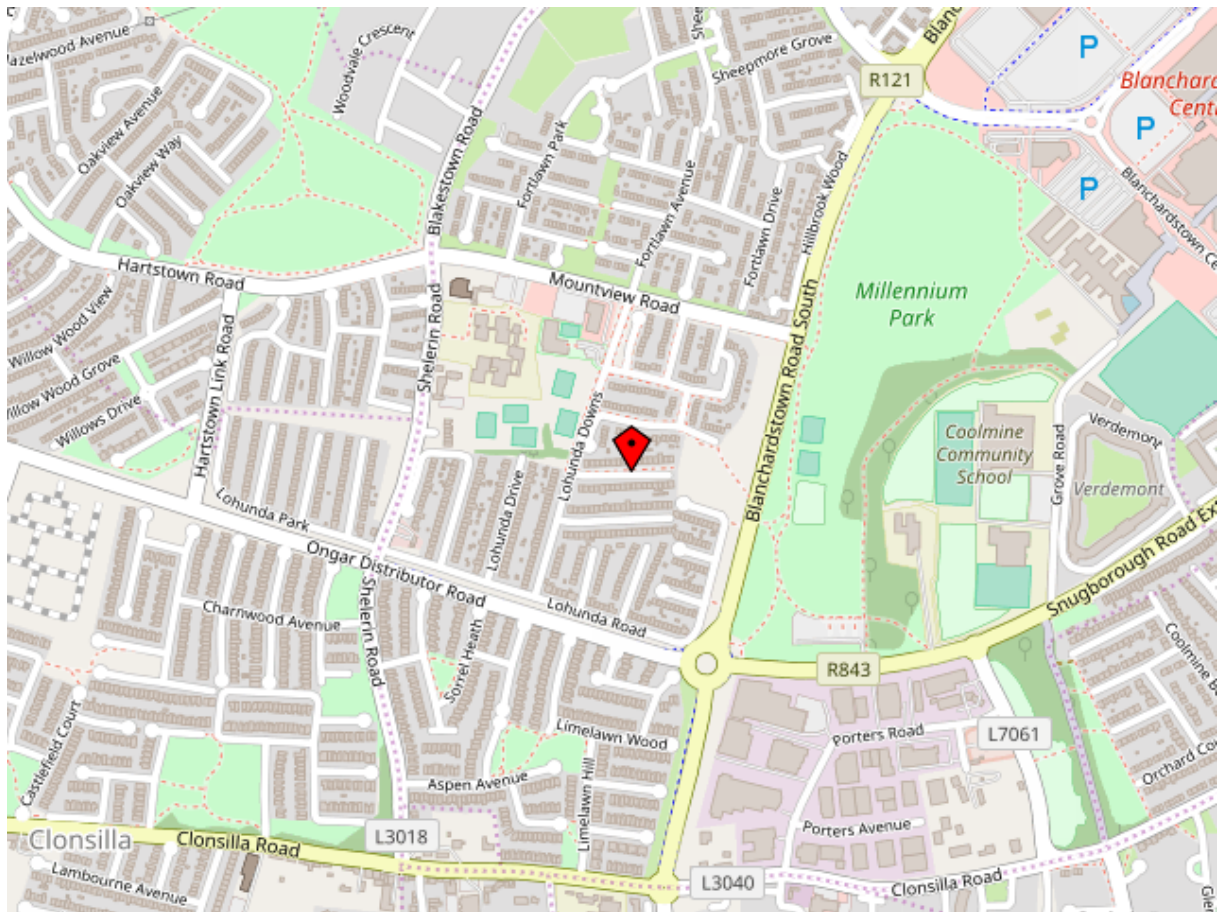 Hazelwood Avenue
Woodvale Crescent
Sheepmore Grove
R121
P
Oakview Avenue
Oakview Way
Blakestown Road
Fortlawn Park
Fortlawn Avenue
Fortlawn Drive
Hillbrook Wood
P
P
Hartstown Road
Mountview Road
Millennium
Park
Willow Wood View
Willow Wood Grove
Willows Drive
Hartstown Link Road
Shelerin Road
Lohunda Downs
Blanchardstown Road South
Coolmine
Community
School
Grove Road
Verdemont
Verdemont
Lohunda Park
Lohunda Drive
Ongar Distributor Road
Lohunda Road
Snugborough Road Ext
Charnwood Avenue
Shelerin Road
Sorrel Heath
R843
Castlefield Court
Limelawn Wood
Porters Road
L7061
Aspen Avenue
Limelawn Hill
Orchard Cou
Clonsilla
Clonsilla Road
L3018
Porters Avenue
Lambourne Avenue
L3040
Clonsilla Road